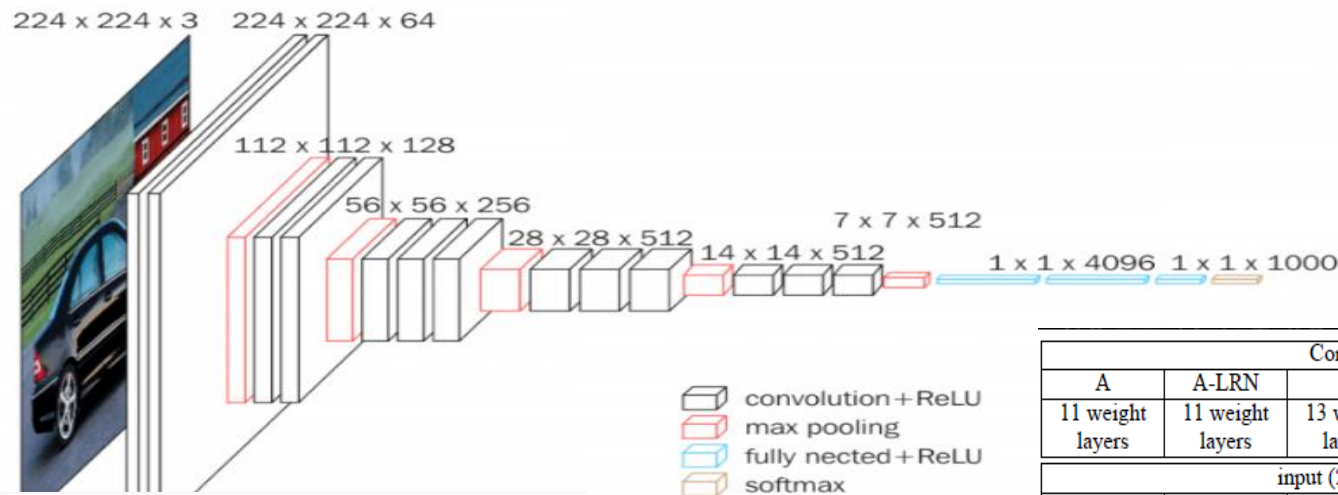 224 x 224 x 3
224 x 224 x 64
112 x 112 x 128
56 x 56 x 256
28 x 28 x 512
14 x 14 x 512
7 x 7 x 512
1 x 1 x 4096
1 x 1 x 1000
convolution+ReLU
max pooling
fully nected+ReLU
softmax
A
A-LRN
11 weight
layers
11 weight
layers
13
input